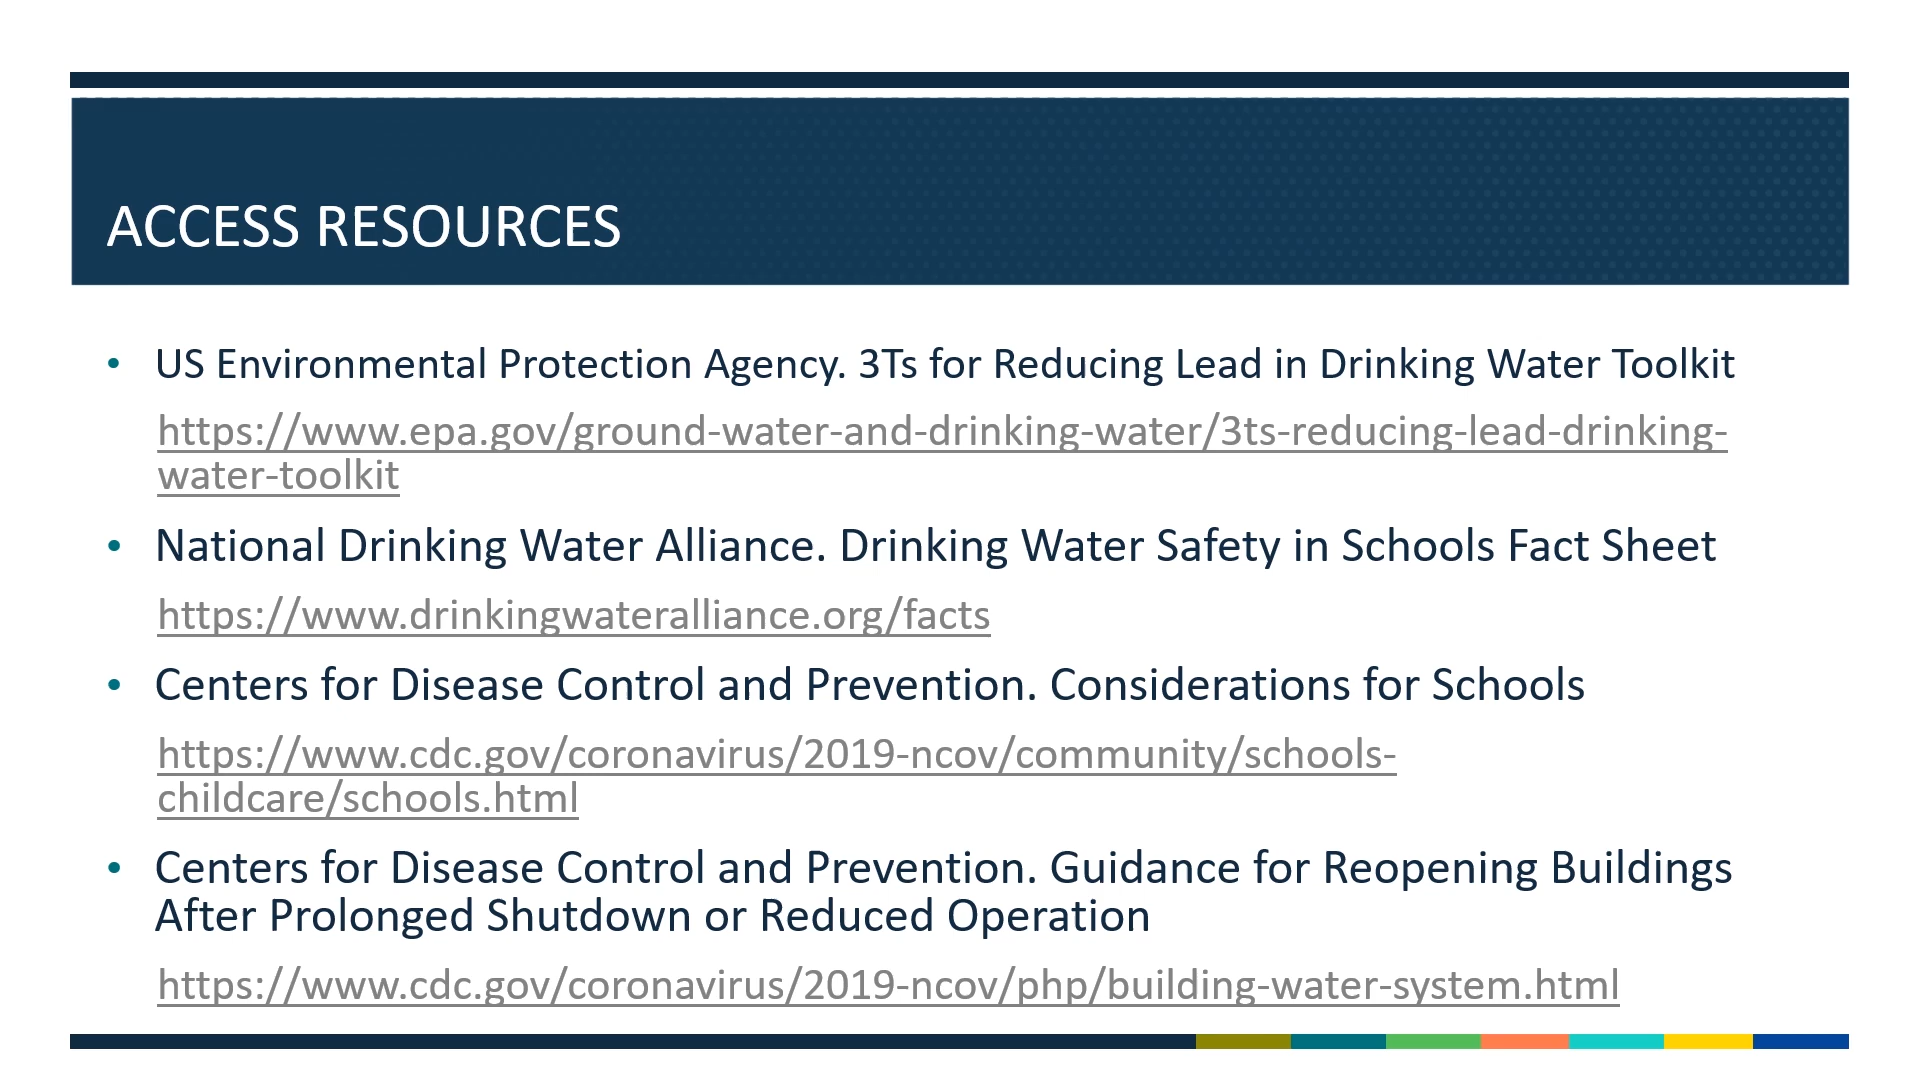 ACCESS RESOURCES
• US Environmental Protection Agency. 3Ts for Reducing Lead in Drinking Water Toolkit
https://www.epa.gov/ground-water-and-drinking-water/3ts-reducing-lead-drinking-
water-toolkit
• National Drinking Water Alliance. Drinking Water Safety in Schools Fact Sheet
https://www.drinkingwateralliance.org/facts
• Centers for Disease Control and Prevention. Considerations for Schools
https://www.cdc.gov/coronavirus/2019-ncov/community/schools-
childcare/schools.html
• Centers for Disease Control and Prevention. Guidance for Reopening Buildings
After Prolonged Shutdown or Reduced Operation
https://www.cdc.gov/coronavirus/2019-ncov/php/building-water-system.html